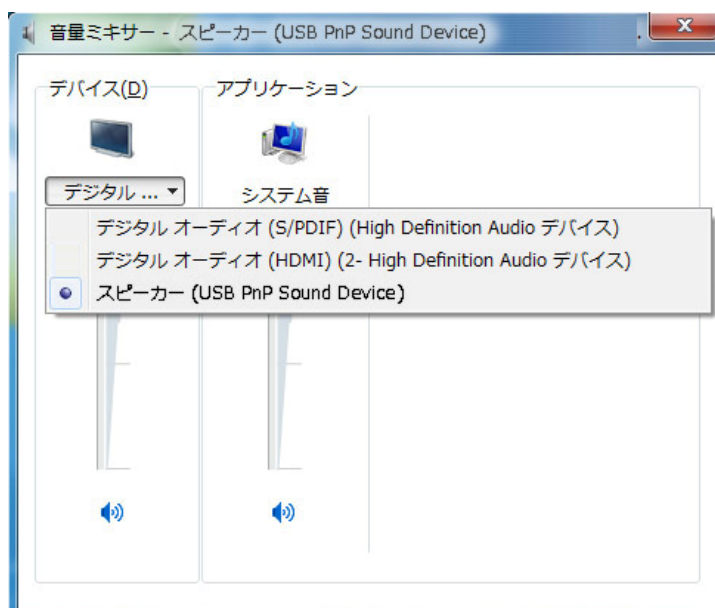 音量ミキサー - スピーカー (USB PnP Sound Device)
デバイス(D)
アプリケーション
デジタル ...
システム音
デジタル オーディオ (S/PDIF) (High Definition Audio デバイス)
デジタル オーディオ (HDMI) (2- High Definition Audio デバイス)
スピーカー (USB PnP Sound Device)